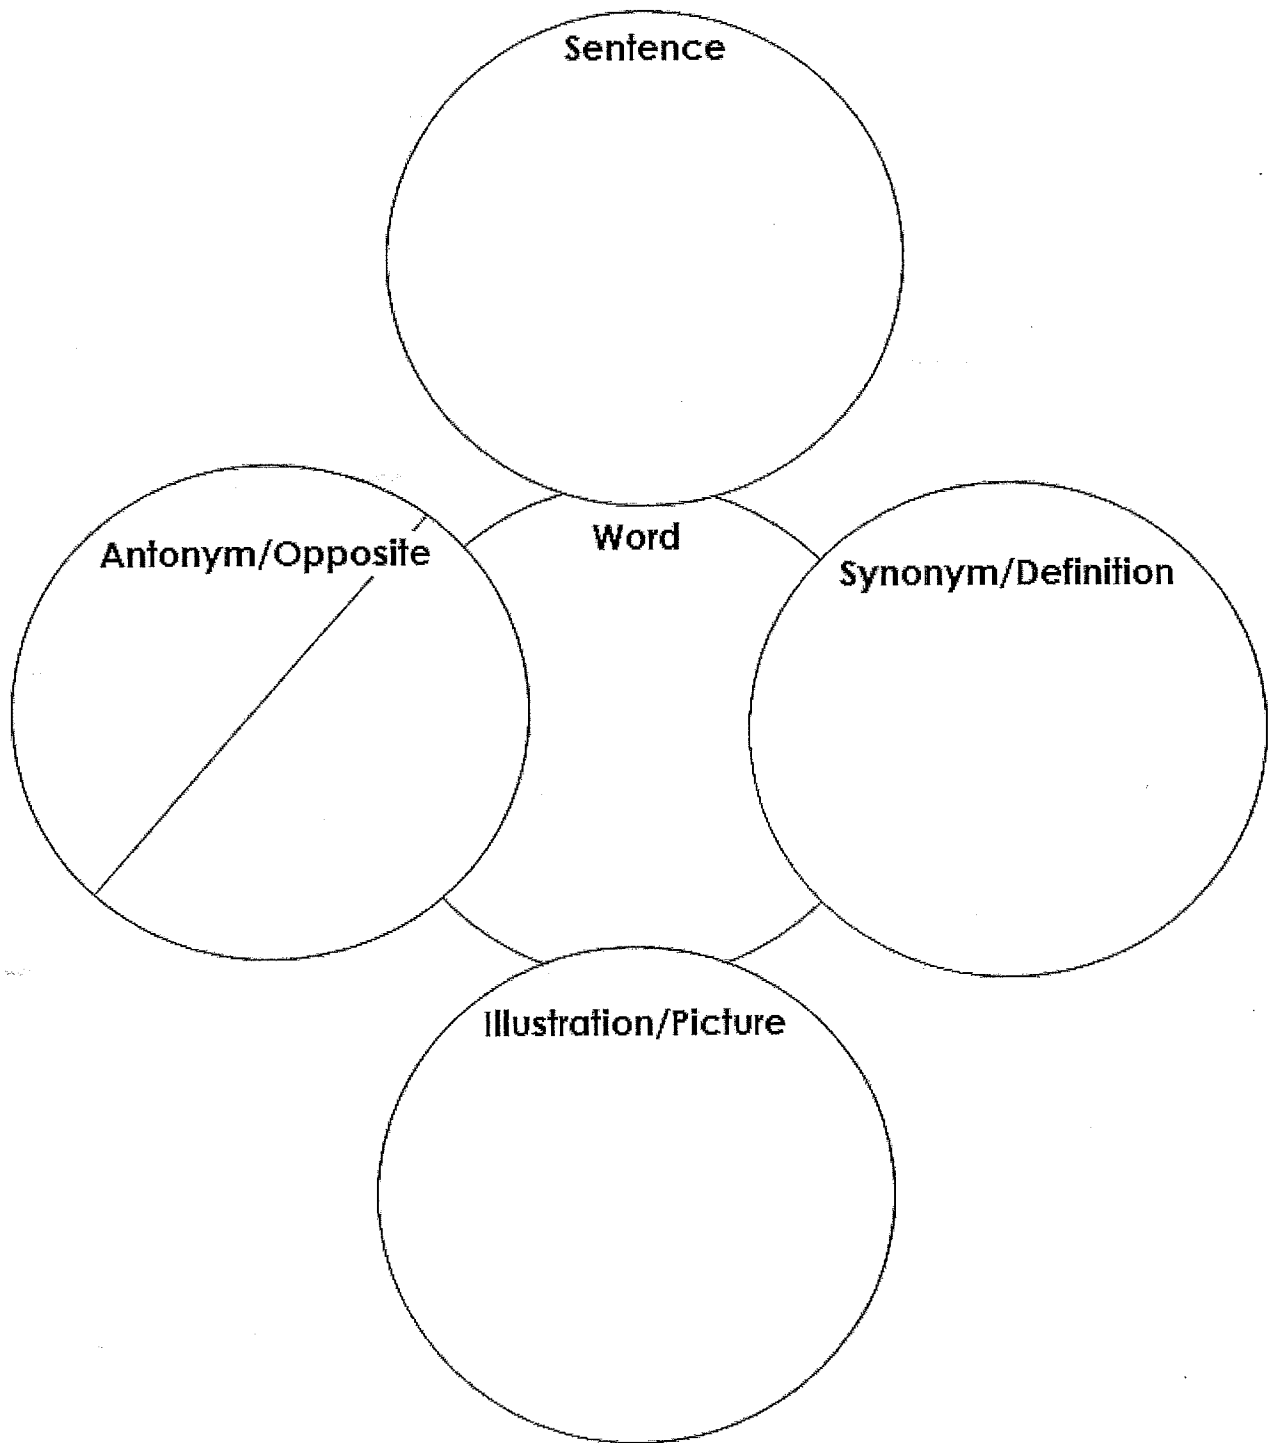 Sentence
Word
Antonym/Opposite
Synonym/Definition
Illustration/Picture